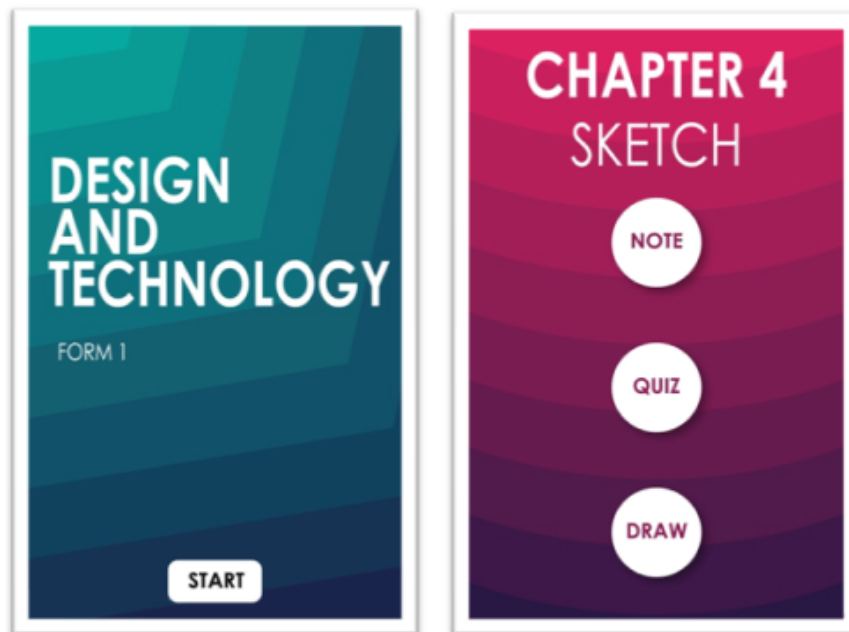 DESIGN
AND
TECHNOLOGY
FORM 1
START
CHAPTER 4
SKETCH
NOTE
QUIZ
DRAW